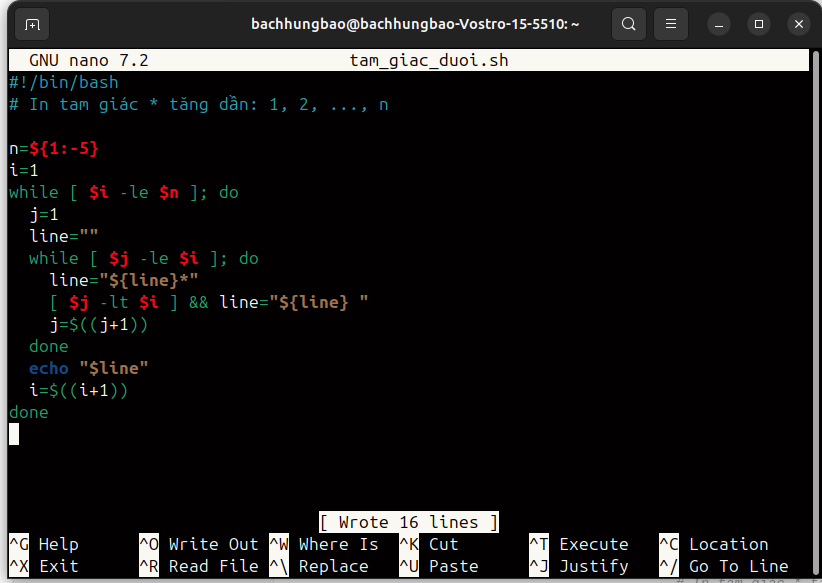 bachhungbao@bachhungbao-Vostro-15-5510: ~
GNU nano 7.2 tam_giac_duoi.sh
#!/bin/bash
# In tam giác * tăng dần: 1, 2, ..., n

n=${1:-5}
i=1
while [ $i -le $n ]; do
  j=1
  line=""
  while [ $j -le $i ]; do
    line="${line}*"
    [ $j -lt $i ] && line="${line} "
    j=$((j+1))
  done
  echo "$line"
  i=$((i+1))
done
[ Wrote 16 lines ]
^G Help ^O Write Out ^W Where Is ^K Cut ^T Execute ^C Location
^X Exit ^R Read File ^\ Replace ^U Paste ^J Justify ^/ Go To Line